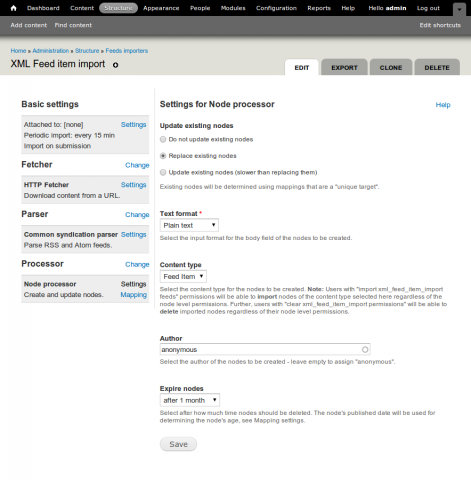 Dashboard Content Structure Appearance People Modules Configuration Reports Help Hello admin Log out
Add content Find content Edit shortcuts
Home » Administration » Structure » Feeds importers
XML Feed item import
EDIT EXPORT CLONE DELETE
Basic settings
Attached to: [none] Settings
Periodic import: every 15 min
Import on submission
Fetcher Change
HTTP Fetcher Settings
Download content from a URL.
Parser Change
Common syndication parser Settings
Parse RSS and Atom feeds.
Processor Change
Node processor Settings
Create and update nodes. Mapping
Settings for Node processor Help
Update existing nodes
Do not update existing nodes
Replace existing nodes
Update existing nodes (slower than replacing them)
Existing nodes will be determined using mappings that are a "unique target".
Text format *
Plain text
Select the input format for the body field of the nodes to be created.
Content type
Feed Item
Select the content type for the nodes to be created. Note: Users with "import xml_feed_item_import
feeds" permissions will be able to import nodes of the content type selected here regardless of the
node level permissions. Further, users with "clear xml_feed_item_import permissions" will be able to
delete imported nodes regardless of their node level permissions.
Author
anonymous
Select the author of the nodes to be created - leave empty to assign "anonymous".
Expire nodes
after 1 month
Select after how much time nodes should be deleted. The node's published date will be used for
determining the node's age, see Mapping settings.
Save